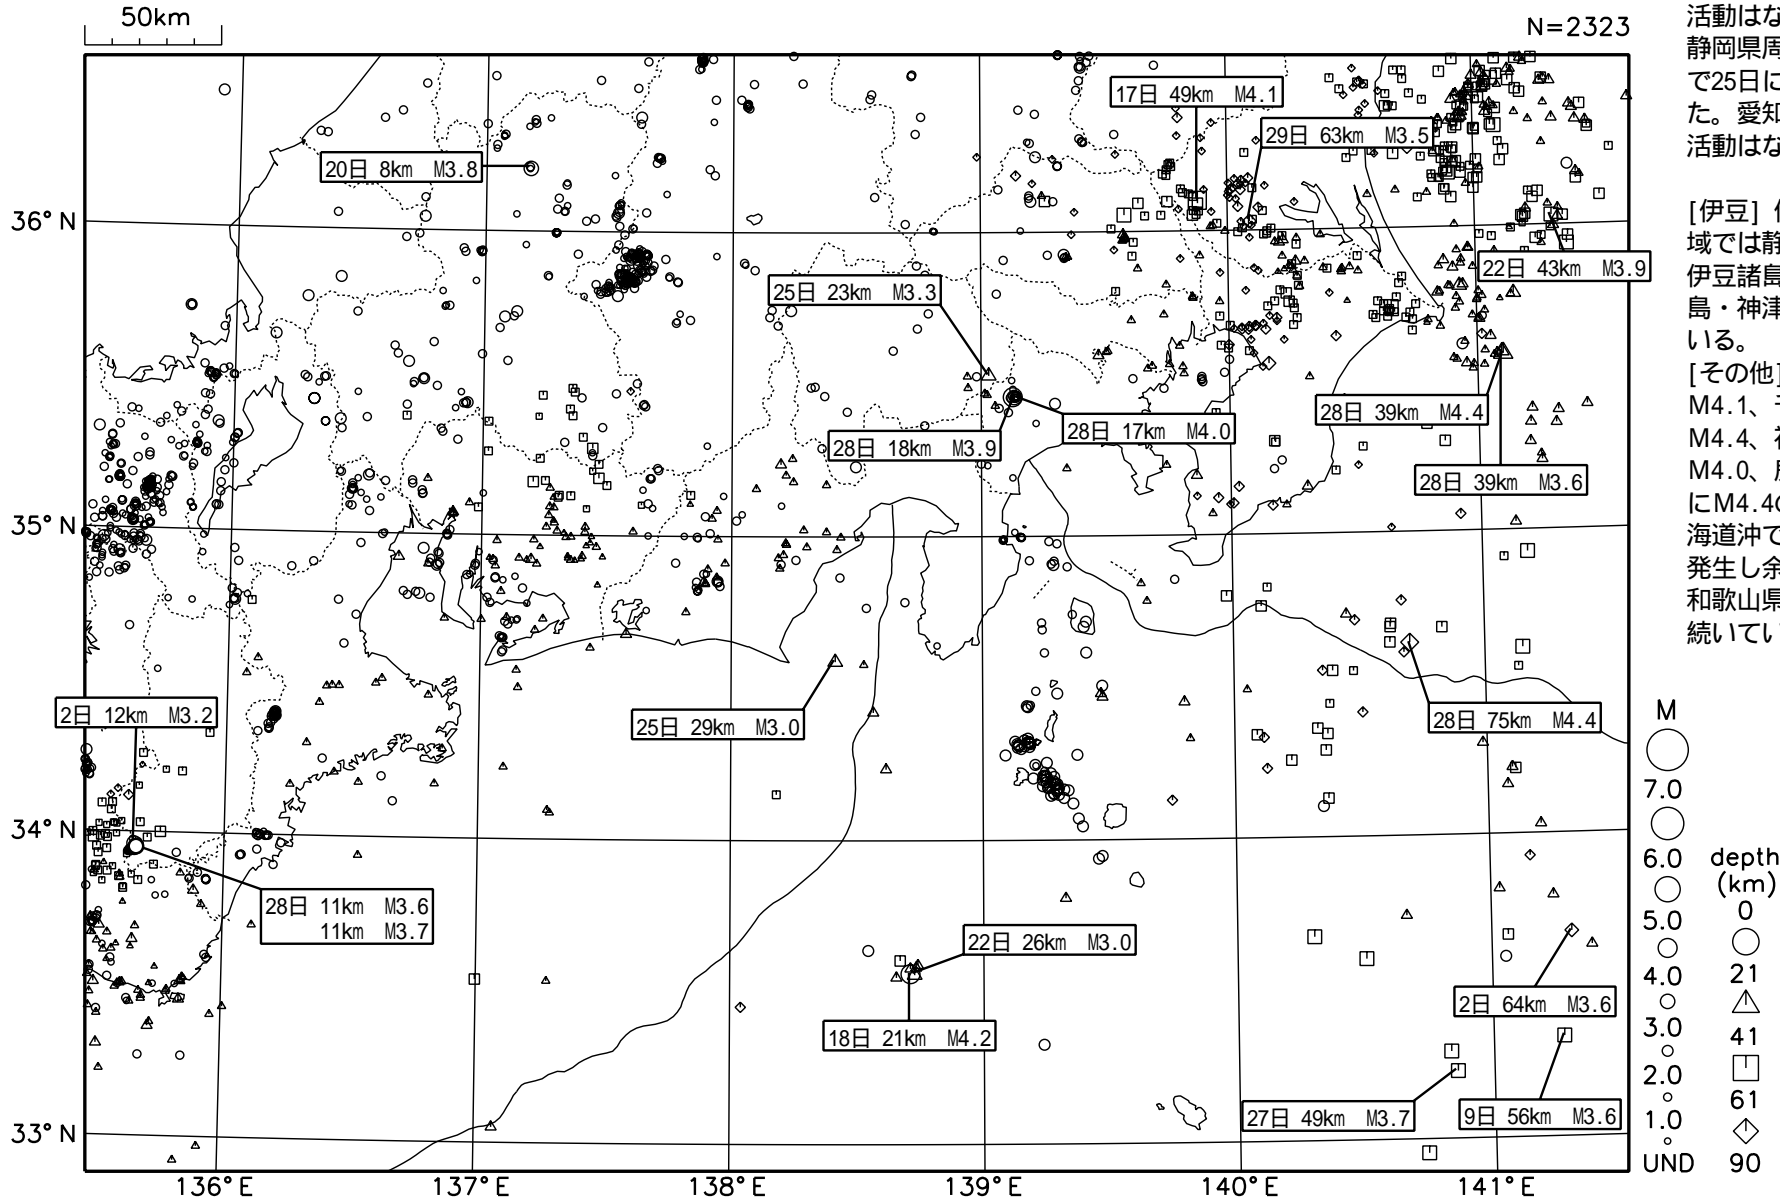 50km
N=2323
17日 49km M4.1
29日 63km M3.5
20日 8km M3.8
36°N
22日 43km M3.9
25日 23km M3.3
28日 39km M4.4
28日 17km M4.0
28日 18km M3.9
28日 39km M3.6
35°N
2日 12km M3.2
25日 29km M3.0
28日 75km M4.4
34°N
28日 11km M3.6
11km M3.7
22日 26km M3.0
2日 64km M3.6
18日 21km M4.2
27日 49km M3.7
9日 56km M3.6
33°N
136°E
137°E
138°E
139°E
140°E
141°E
M
7.0
6.0
5.0
4.0
3.0
2.0
1.0
UND
depth
(km)
0
21
41
61
90
活動はな
静岡県周
で25日に
た。愛知
活動はな
[伊豆]
域では静
伊豆諸島
島・神津
いる。
[その他]
M4.1、
M4.4、
M4.0、
にM4.4の
海道沖で
発生し余
和歌山県
続いてい